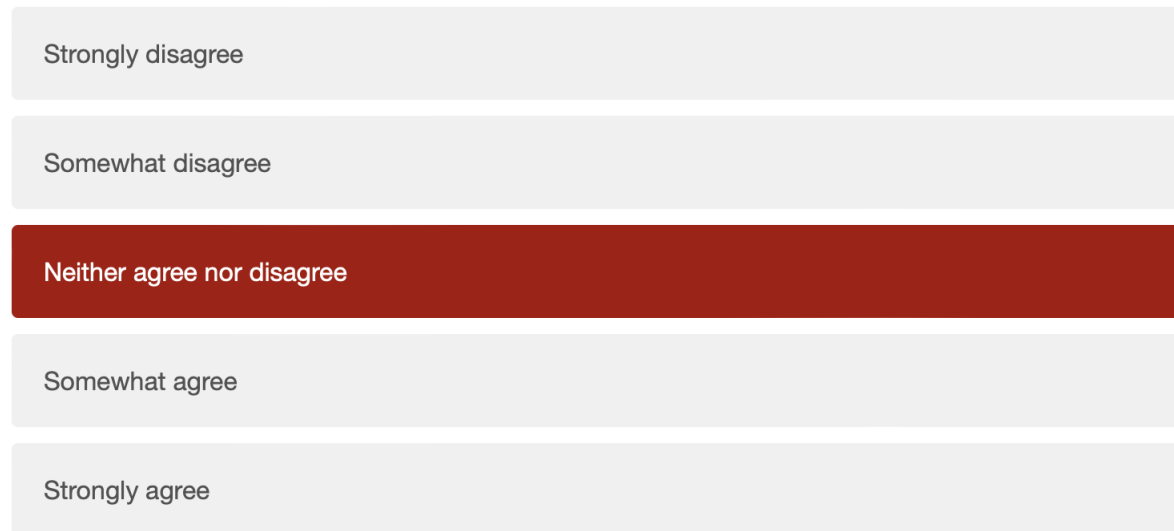 Strongly disagree
Somewhat disagree
Neither agree nor disagree
Somewhat agree
Strongly agree